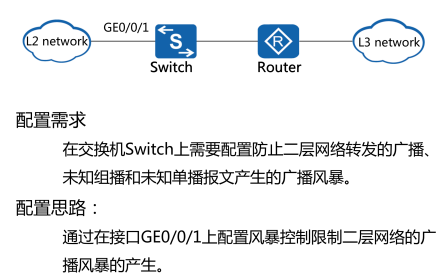 L2 network
GE0/0/1
S
Switch
R
Router
L3 network
配置需求
在交换机Switch上需要配置防止二层网络转发的广播、
未知组播和未知单播报文产生的广播风暴。
配置思路：
通过在接口GE0/0/1上配置风暴控制限制二层网络的广
播风暴的产生。